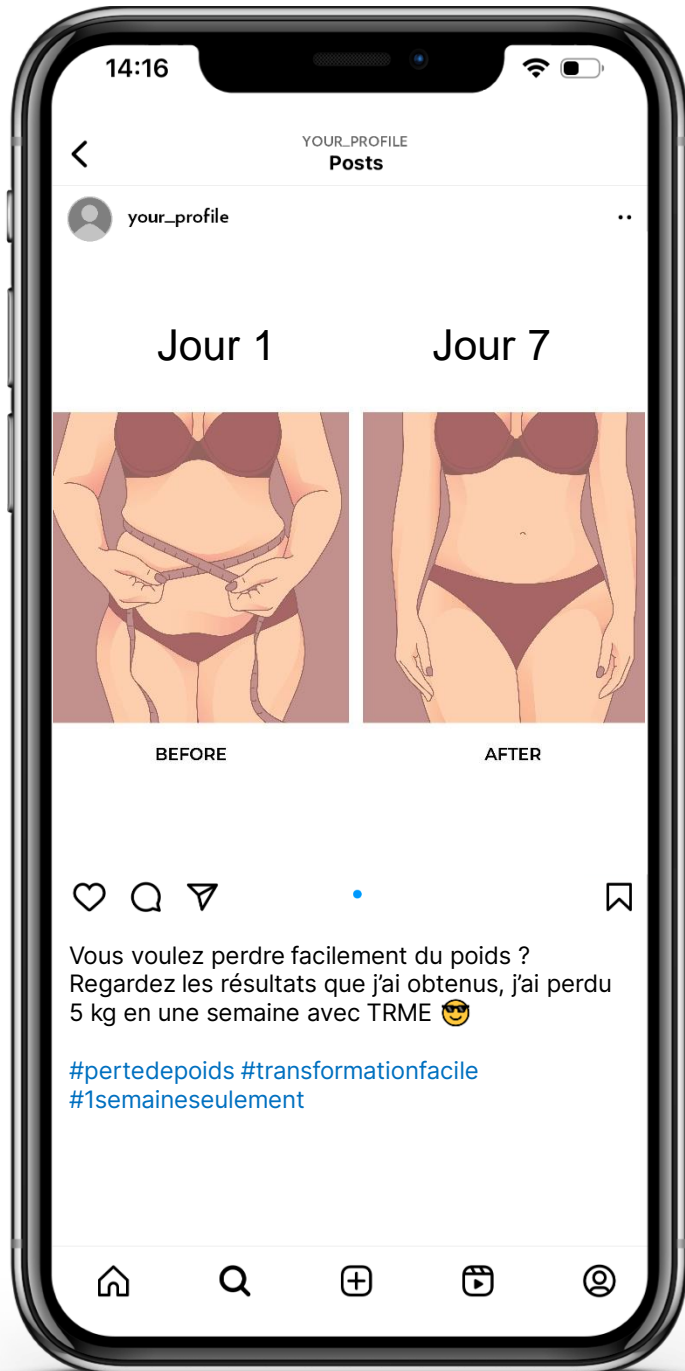 14:16
YOUR_PROFILE
Posts
your_profile
Jour 1
Jour 7
BEFORE
AFTER
Vous voulez perdre facilement du poids ?
Regardez les résultats que j’ai obtenus, j’ai perdu
5 kg en une semaine avec TRME 😎
#pertedepoids #transformationfacile
#1semaineseulement